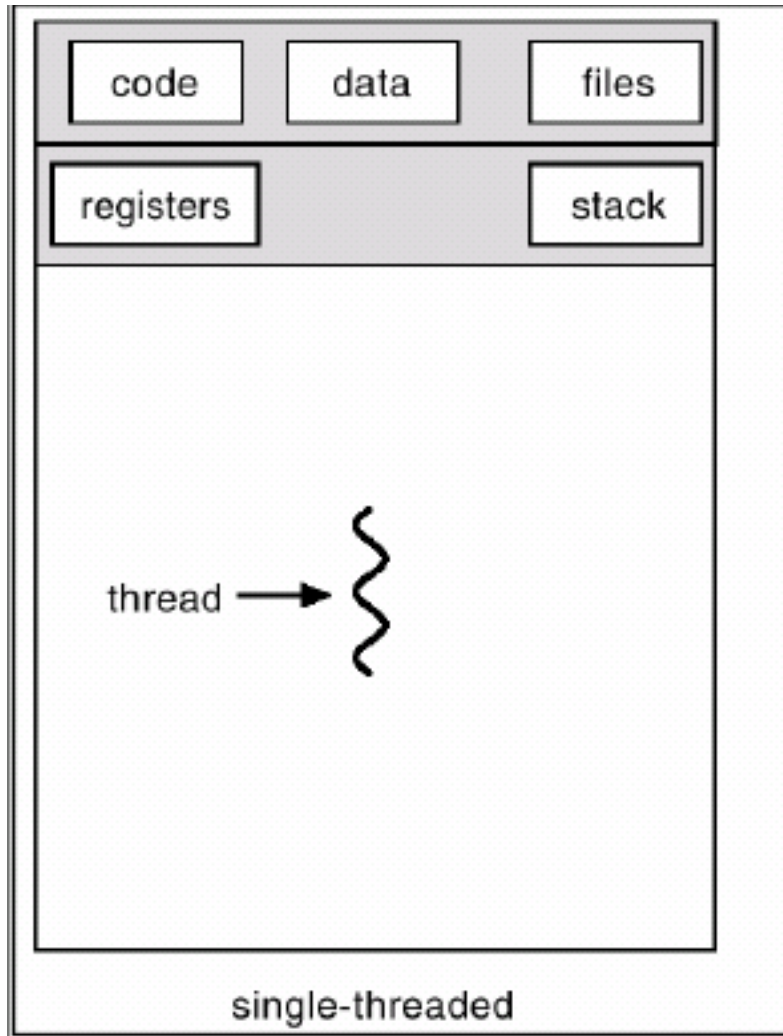 code data files
registers stack
thread
single-threaded